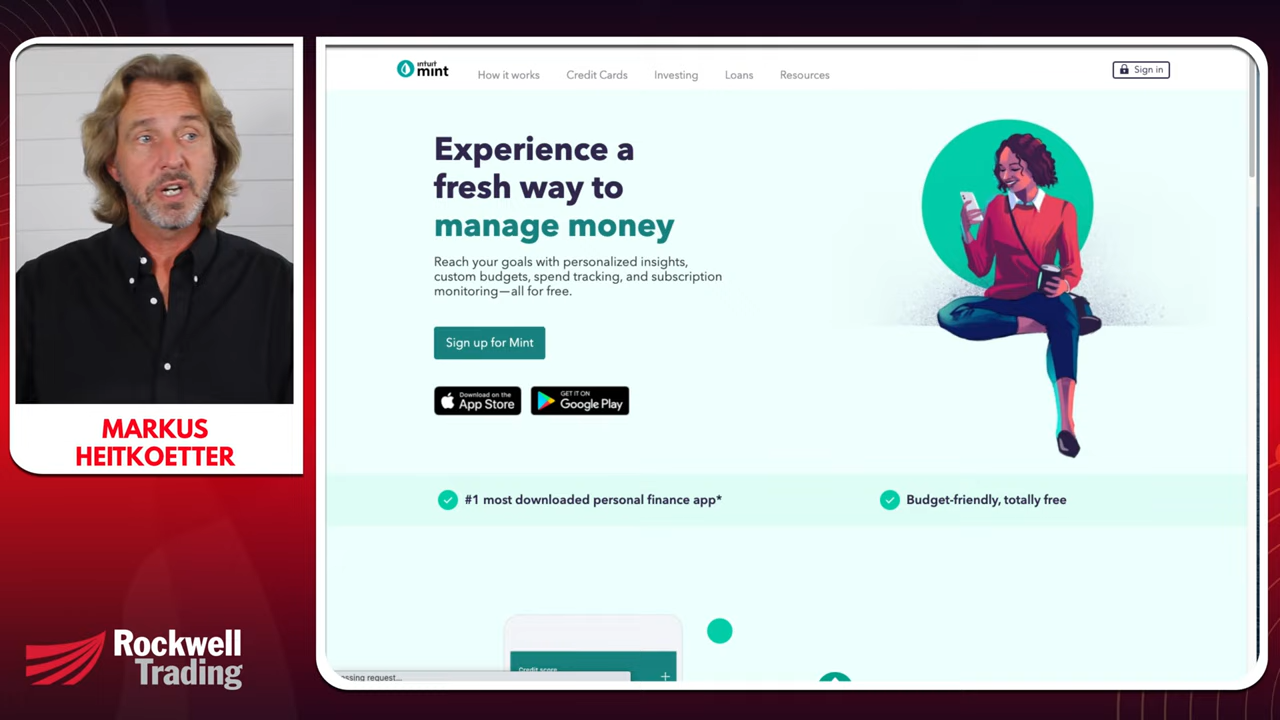 MARKUS
HEITKOETTER
Rockwell
Trading
intuit
mint
How it works
Credit Cards
Investing
Loans
Resources
Sign in
Experience a
fresh way to
manage money
Reach your goals with personalized insights,
custom budgets, spend tracking, and subscription
monitoring—all for free.
Sign up for Mint
Download on the
App Store
GET IT ON
Google Play
#1 most downloaded personal finance app*
Budget-friendly, totally free
Credit score
request...